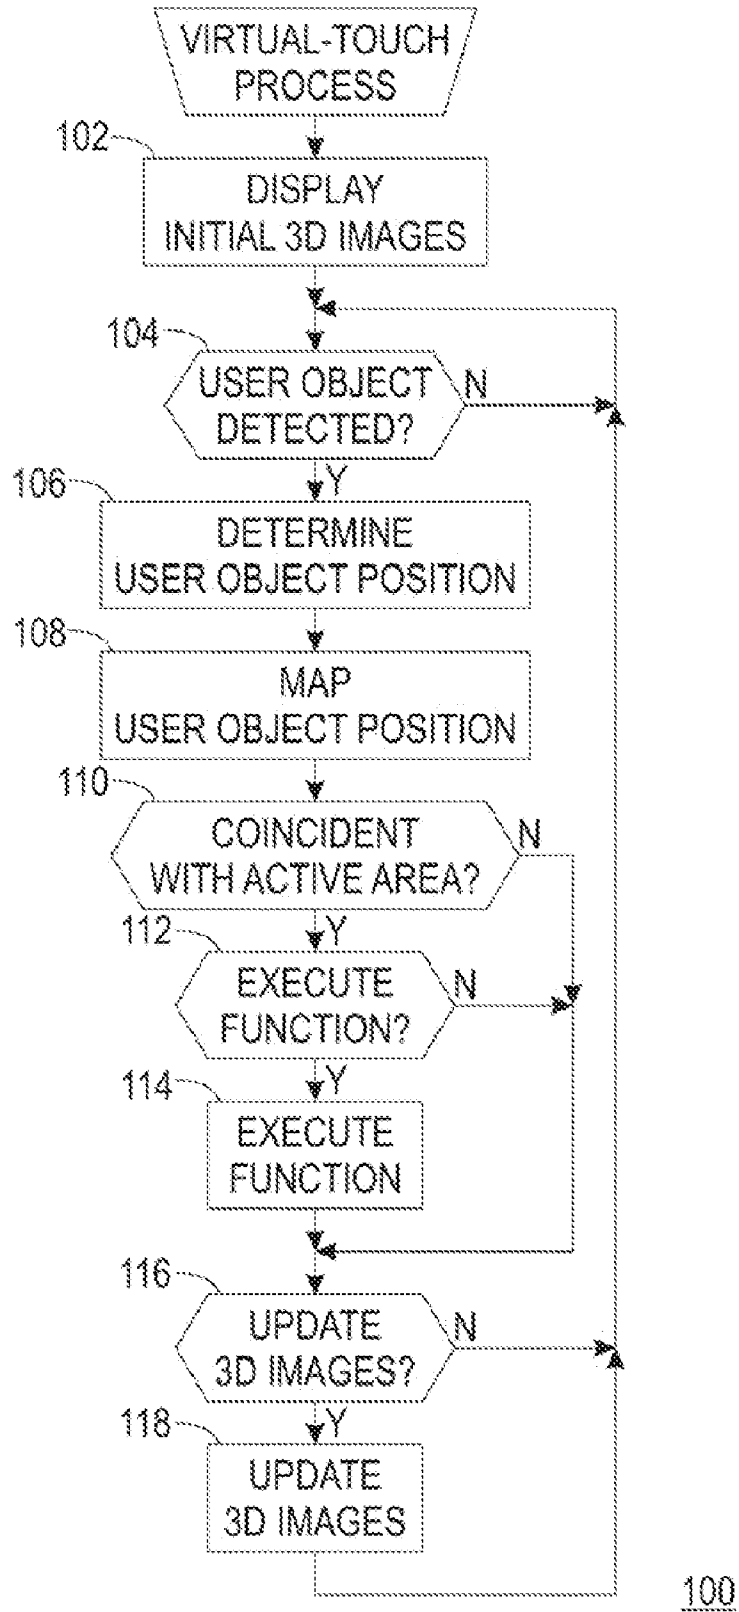 VIRTUAL-TOUCH
PROCESS
102
DISPLAY
INITIAL 3D IMAGES
104
USER OBJECT
DETECTED?
N
Y
106
DETERMINE
USER OBJECT POSITION
108
MAP
USER OBJECT POSITION
110
COINCIDENT
WITH ACTIVE AREA?
N
Y
112
EXECUTE
FUNCTION?
N
Y
114
EXECUTE
FUNCTION
116
UPDATE
3D IMAGES?
N
Y
118
UPDATE
3D IMAGES
100